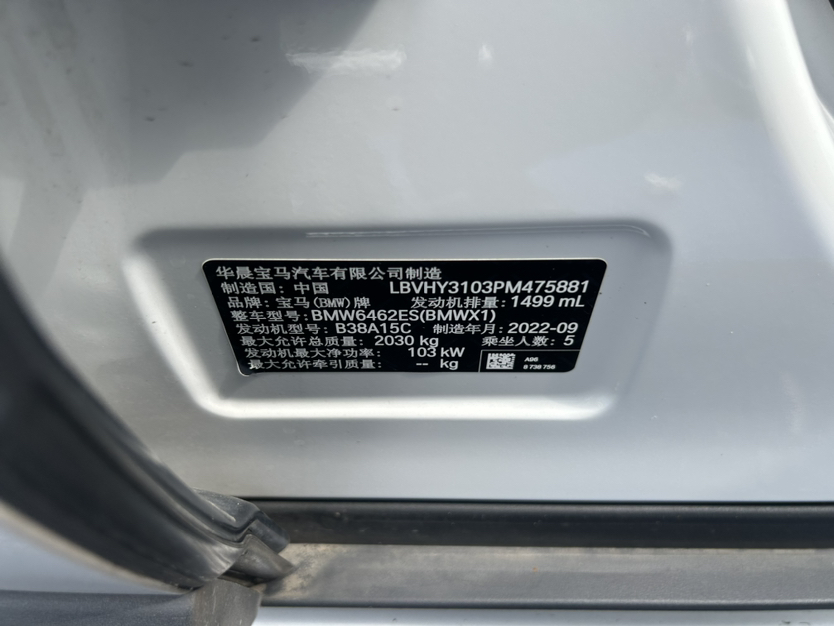 华晨宝马汽车有限公司制造
制造国：中国 LBVHY3103PM475881
品牌：宝马(BMW)牌 发动机排量：1499 mL
整车型号：BMW6462ES(BMWX1)
发动机型号：B38A15C 制造年月：2022-09
最大允许总质量： 2030 kg 乘坐人数：5
发动机最大净功率： 103 kW
最大允许牵引质量： -- kg
A96
8 736 756